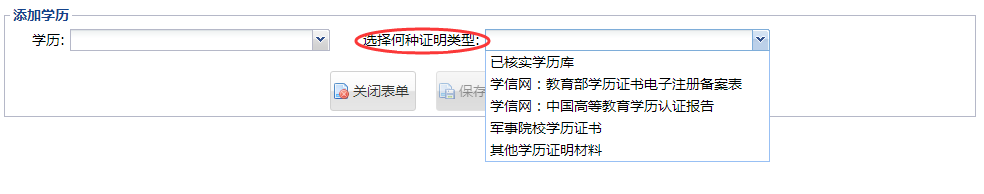 添加学历
学历: 选择何种证明类型:
已核实学历库
学信网：教育部学历证书电子注册备案表
学信网：中国高等教育学历认证报告
军事院校学历证书
其他学历证明材料
关闭表单 保存